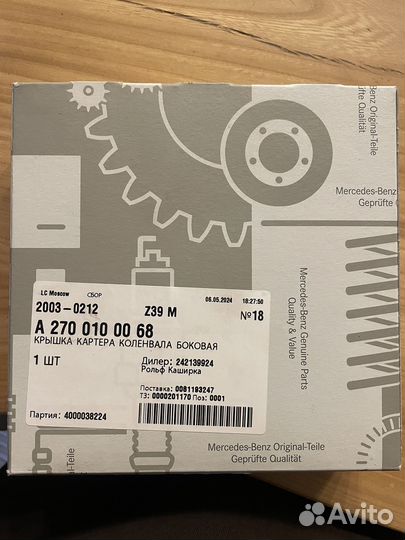 Benz Original-Teile
Geprüfte Qualität
Mercedes-Benz
Geprüfte
Mercedes-Benz Genuine Parts
Quality & Value
LC Moscow СБОР 06.05.2024 18:27:50
2003-0212 Z39 M №18
A 270 010 00 68
КРЫШКА КАРТЕРА КОЛЕНВАЛА БОКОВАЯ
1 ШТ
Дилер: 242139924
Рольф Каширка
Поставка: 0081193247
ТЗ: 0000201170 Поз: 0001
Партия: 4000038224
Mercedes-Benz Original-Teile
Geprüfte Qualität
Original-Teile
Qualität
Avito